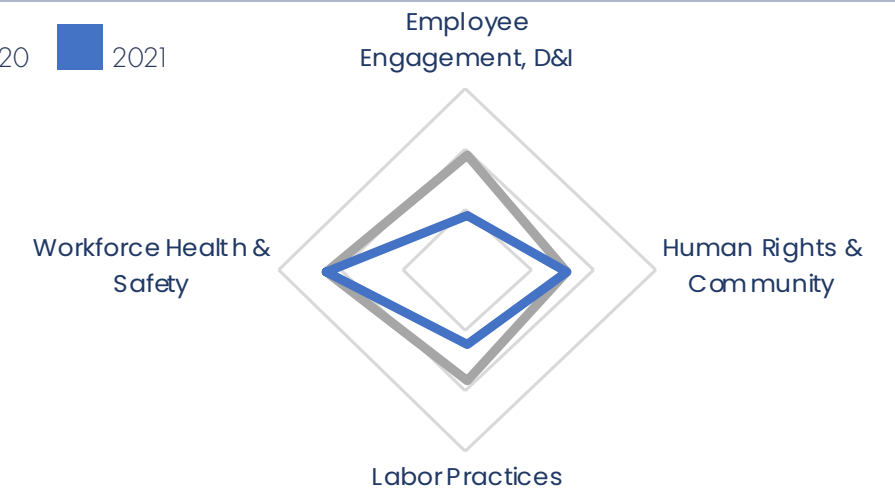 Employee
Engagement, D&I
20
2021
Workforce Health &
Safety
Human Rights &
Community
Labor Practices